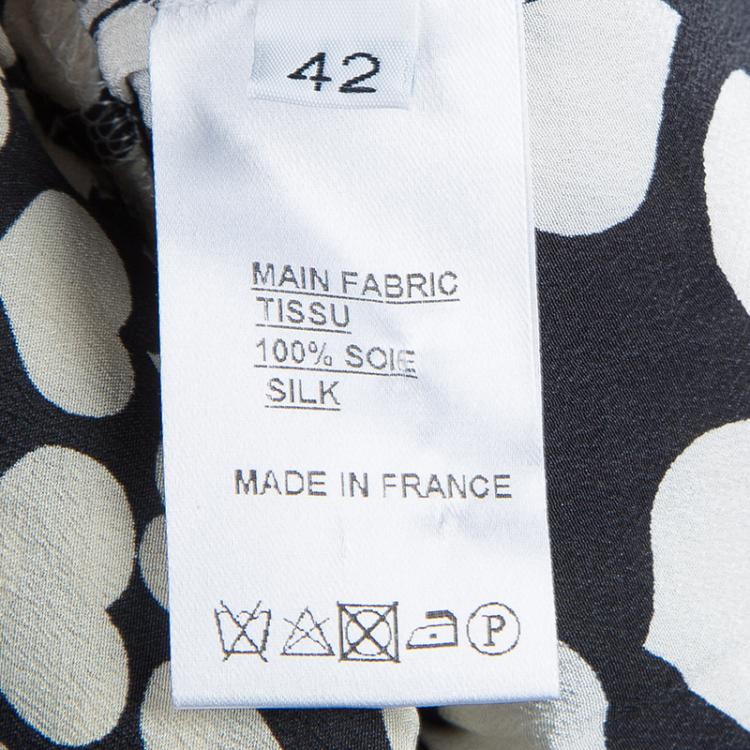 42
MAIN FABRIC
TISSU
100% SOIE
SILK
MADE IN FRANCE
P